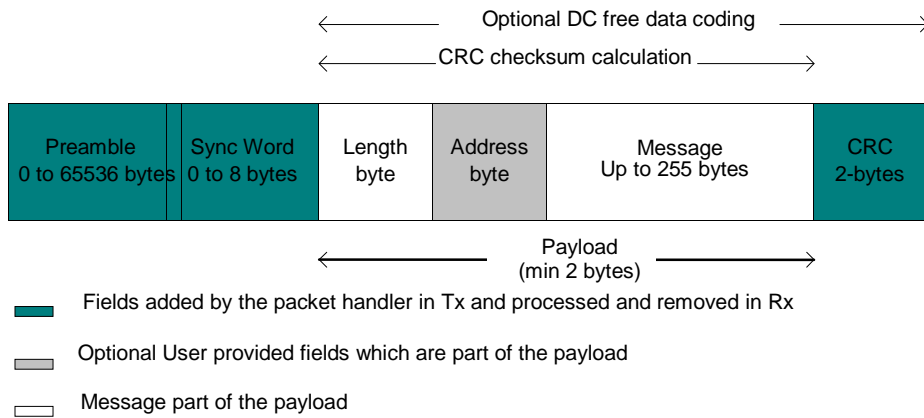 Optional DC free data coding
CRC checksum calculation
Preamble
0 to 65536 bytes
Sync Word
0 to 8 bytes
Length
byte
Address
byte
Message
Up to 255 bytes
CRC
2-bytes
Payload
(min 2 bytes)
Fields added by the packet handler in Tx and processed and removed in Rx
Optional User provided fields which are part of the payload
Message part of the payload